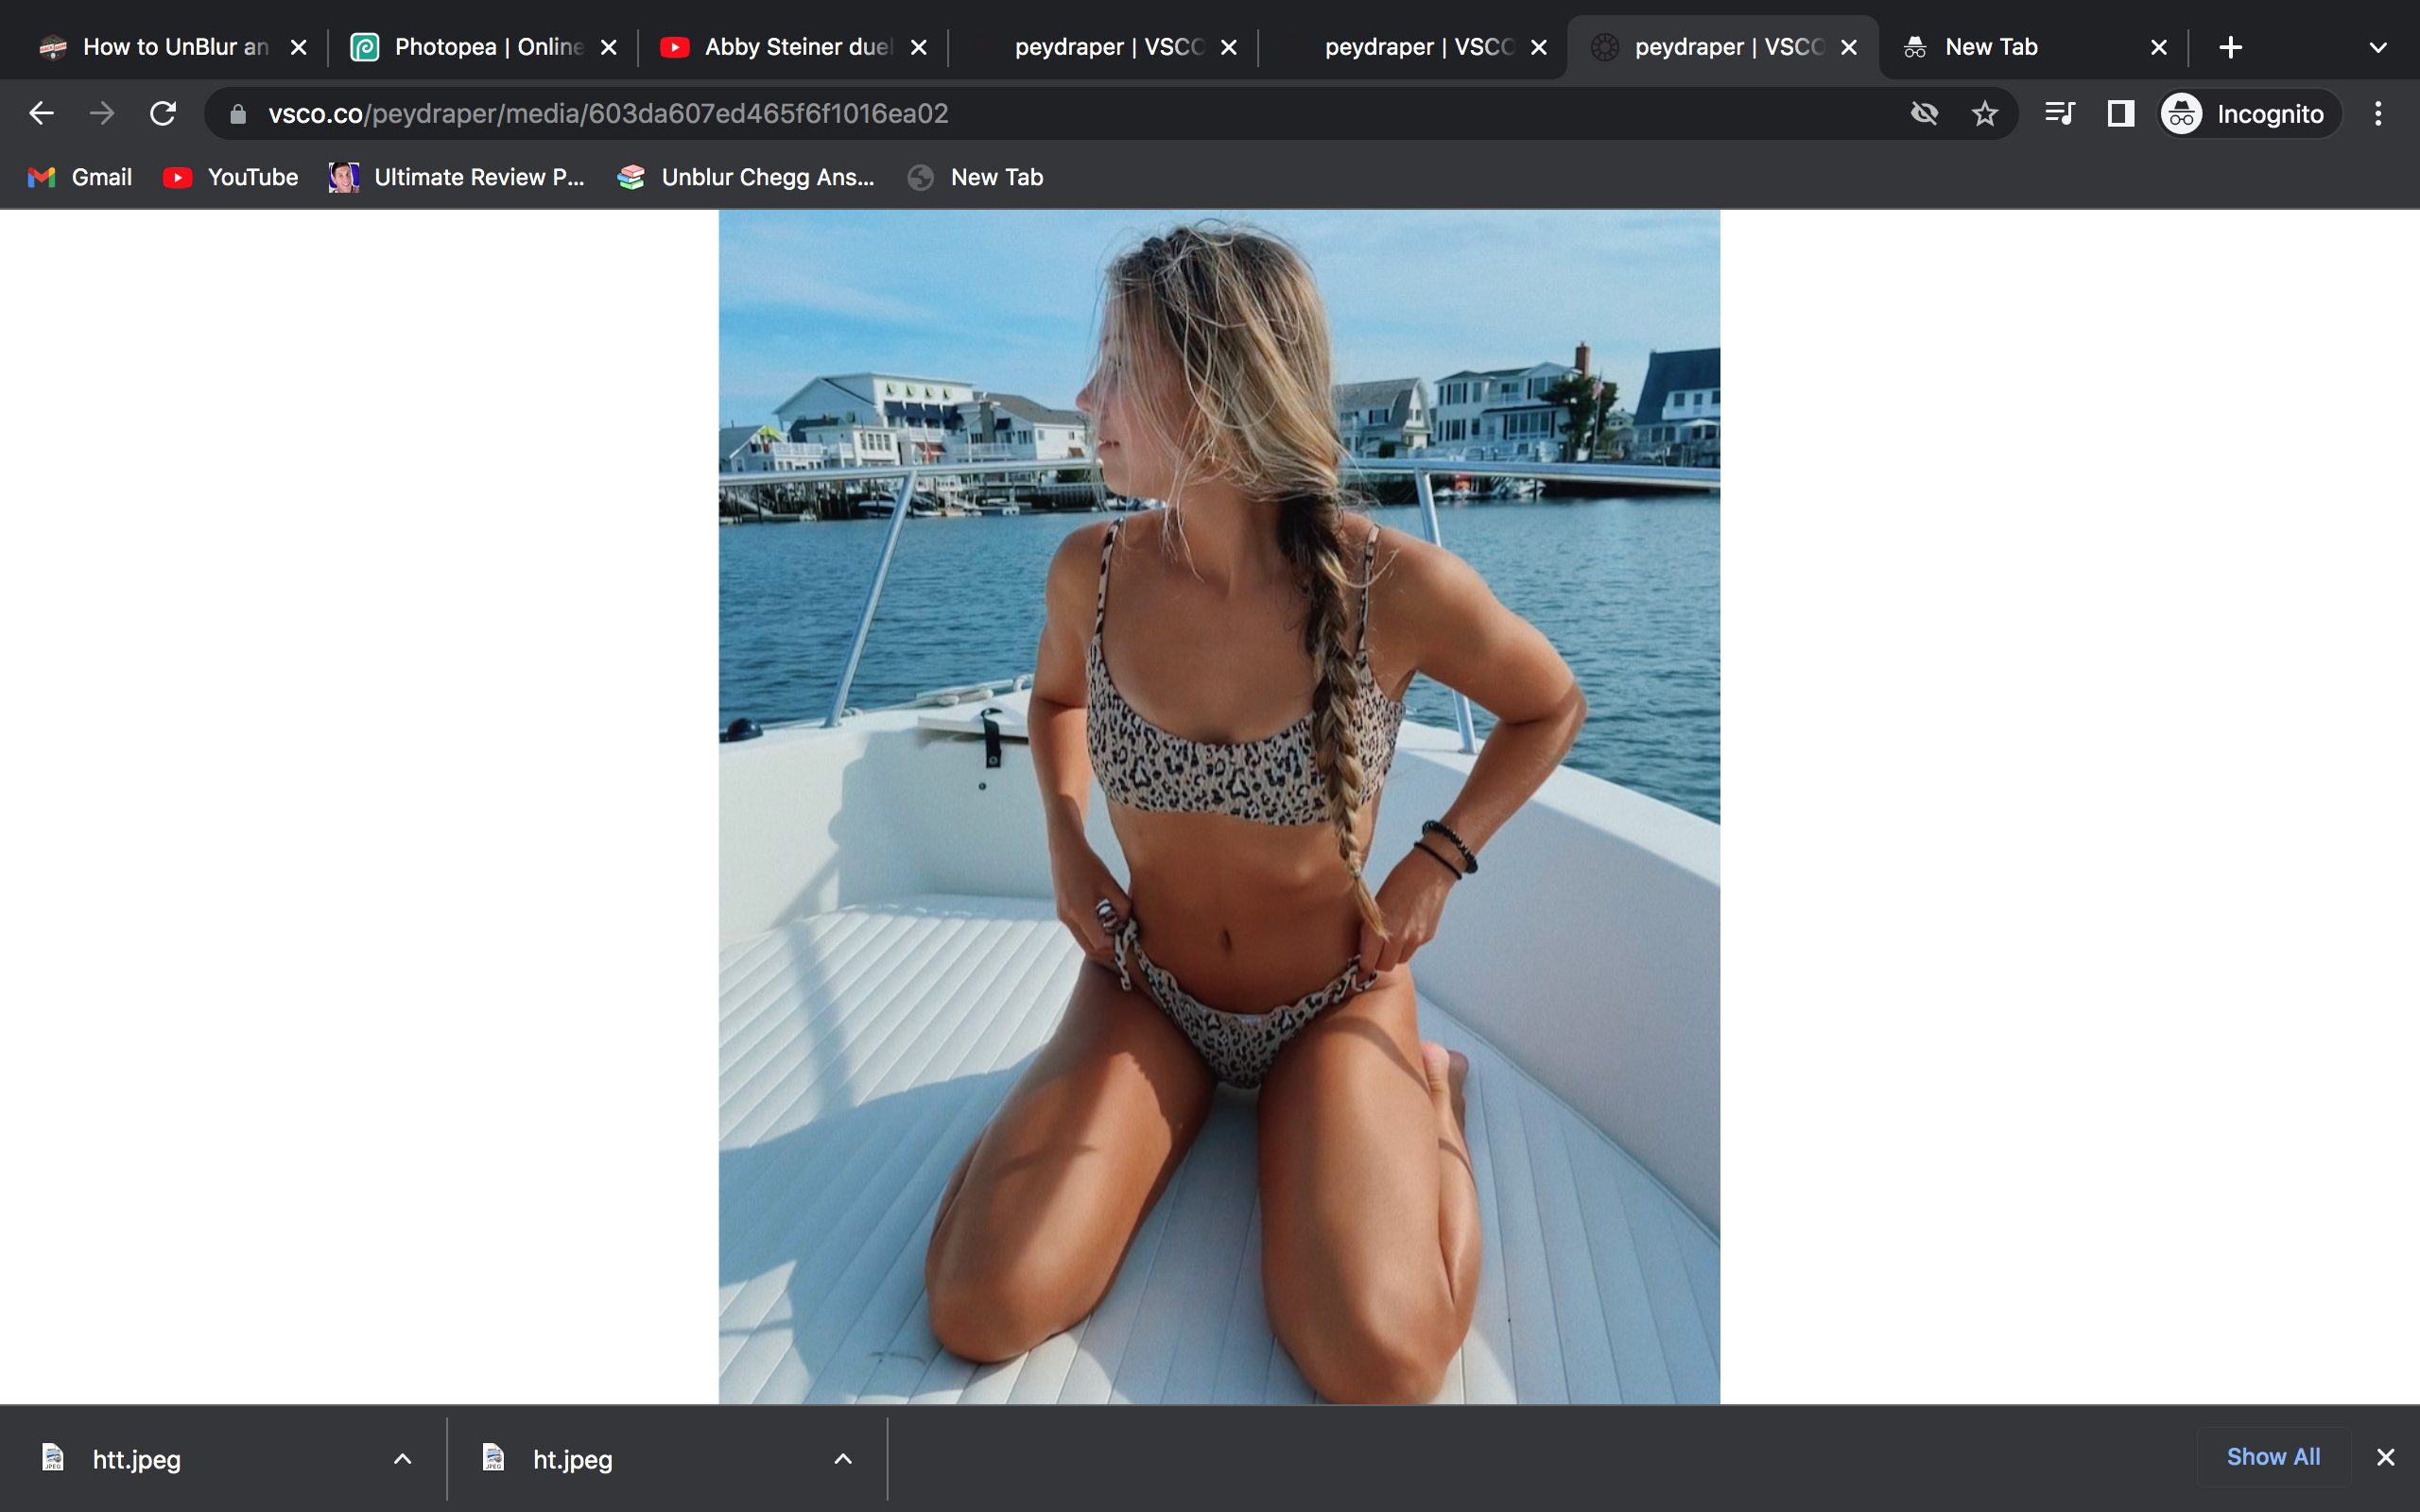 How to UnBlur an
Photopea | Online
Abby Steiner duel
peydraper | VSCO
peydraper | VSCO
peydraper | VSCO
New Tab
vsco.co/peydraper/media/603da607ed465f6f1016ea02
Incognito
Gmail
YouTube
Ultimate Review P...
Unblur Chegg Ans...
New Tab
htt.jpeg
ht.jpeg
Show All